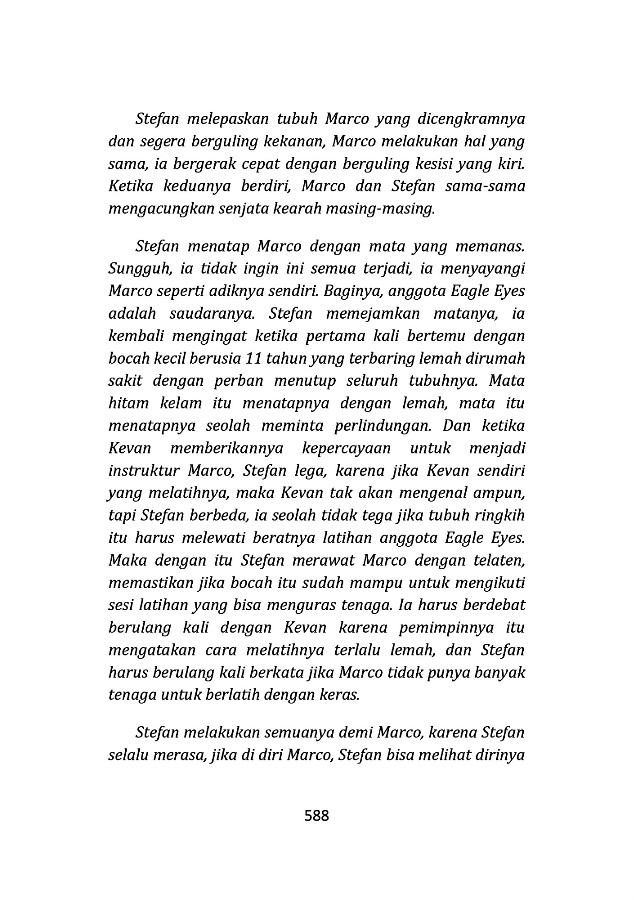 Stefan melepaskan tubuh Marco yang dicengkramnya
dan segera berguling kekanan, Marco melakukan hal yang
sama, ia bergerak cepat dengan berguling kesisi yang kiri.
Ketika keduanya berdiri, Marco dan Stefan sama-sama
mengacungkan senjata kearah masing-masing.
Stefan menatap Marco dengan mata yang memanas.
Sungguh, ia tidak ingin ini semua terjadi, ia menyayangi
Marco seperti adiknya sendiri. Baginya, anggota Eagle Eyes
adalah saudaranya. Stefan memejamkan matanya, ia
kembali mengingat ketika pertama kali bertemu dengan
bocah kecil berusia 11 tahun yang terbaring lemah dirumah
sakit dengan perban menutup seluruh tubuhnya. Mata
hitam kelam itu menatapnya dengan lemah, mata itu
menatapnya seolah meminta perlindungan. Dan ketika
Kevan memberikannya kepercayaan untuk menjadi
instruktur Marco, Stefan lega, karena jika Kevan sendiri
yang melatihnya, maka Kevan tak akan mengenal ampun,
tapi Stefan berbeda, ia seolah tidak tega jika tubuh ringkih
itu harus melewati beratnya latihan anggota Eagle Eyes.
Maka dengan itu Stefan merawat Marco dengan telaten,
memastikan jika bocah itu sudah mampu untuk mengikuti
sesi latihan yang bisa menguras tenaga. Ia harus berdebat
berulang kali dengan Kevan karena pemimpinnya itu
mengatakan cara melatihnya terlalu lemah, dan Stefan
harus berulang kali berkata jika Marco tidak punya banyak
tenaga untuk berlatih dengan keras.
Stefan melakukan semuanya demi Marco, karena Stefan
selalu merasa, jika di diri Marco, Stefan bisa melihat dirinya
588